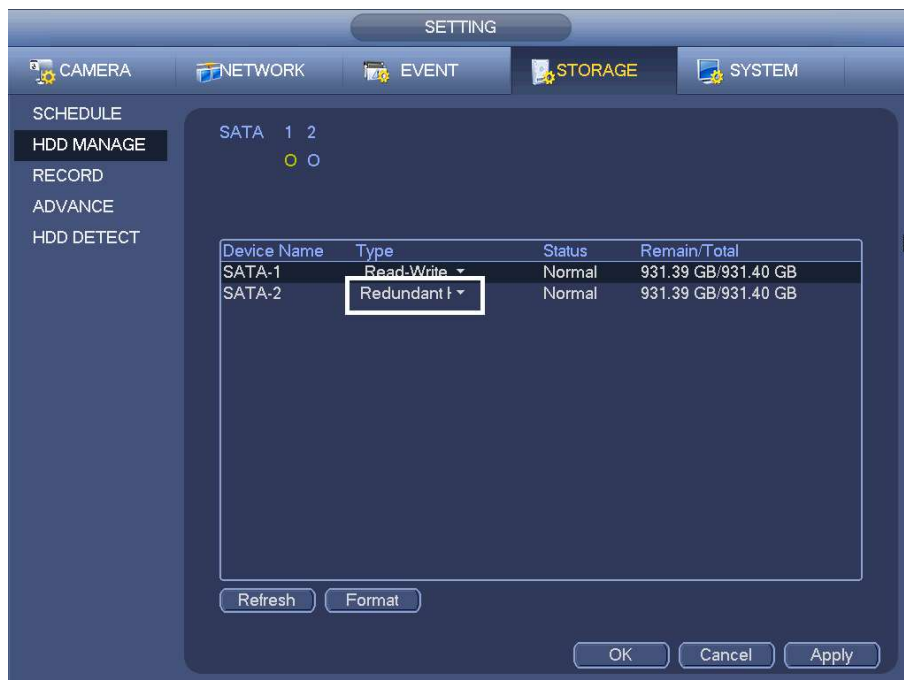 SETTING
CAMERA NETWORK EVENT STORAGE SYSTEM
SCHEDULE
HDD MANAGE
RECORD
ADVANCE
HDD DETECT
SATA 1 2
Device Name Type Status Remain/Total
SATA-1 Read-Write Normal 931.39 GB/931.40 GB
SATA-2 Redundant Normal 931.39 GB/931.40 GB
Refresh Format
OK Cancel Apply